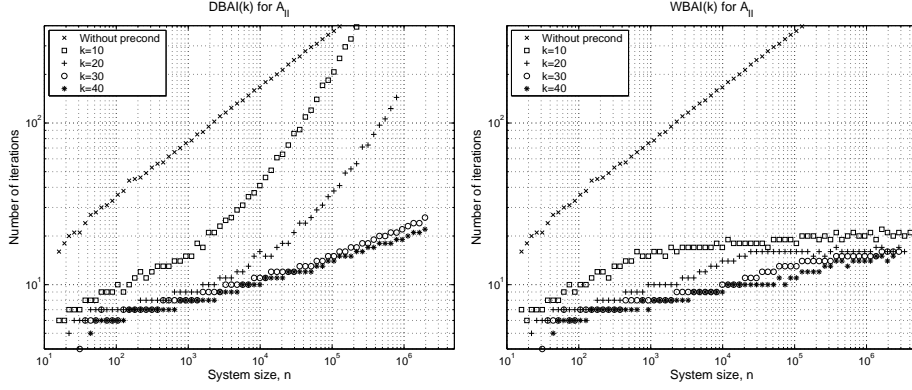 DBAI(k) for A_ll
Number of iterations
Without precond
k=10
k=20
k=30
k=40
10^2
10^1
10^1 10^2 10^3 10^4 10^5 10^6
System size, n
WBAI(k) for A_ll
Number of iterations
Without precond
k=10
k=20
k=30
k=40
10^2
10^1
10^1 10^2 10^3 10^4 10^5 10^6
System size, n